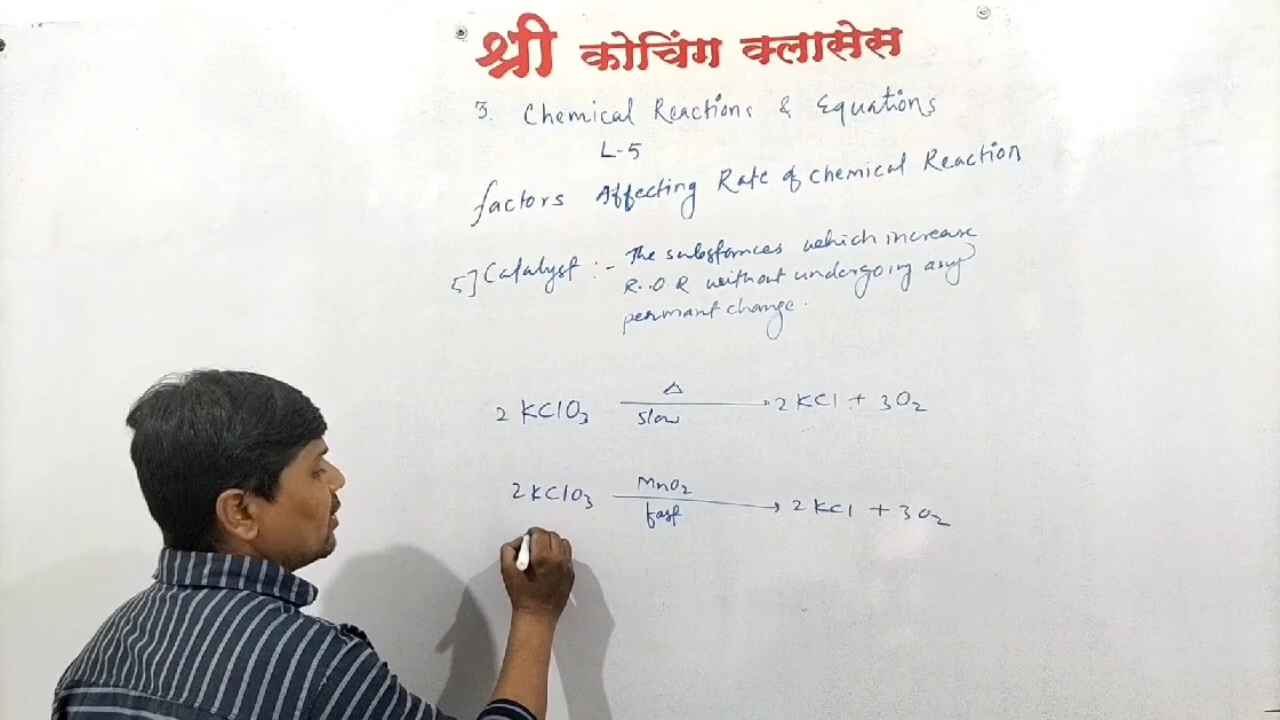 श्री कोचिंग क्लासेस
3. Chemical Reactions & Equations
L-5
factors Affecting Rate of Chemical Reaction
5] Catalyst :- The substances which increase
R.O.R without undergoing any
permant change.
2 KClO3 Δ slow → 2 KCl + 3O2
2KClO3 MnO2 fast → 2 KCl + 3O2